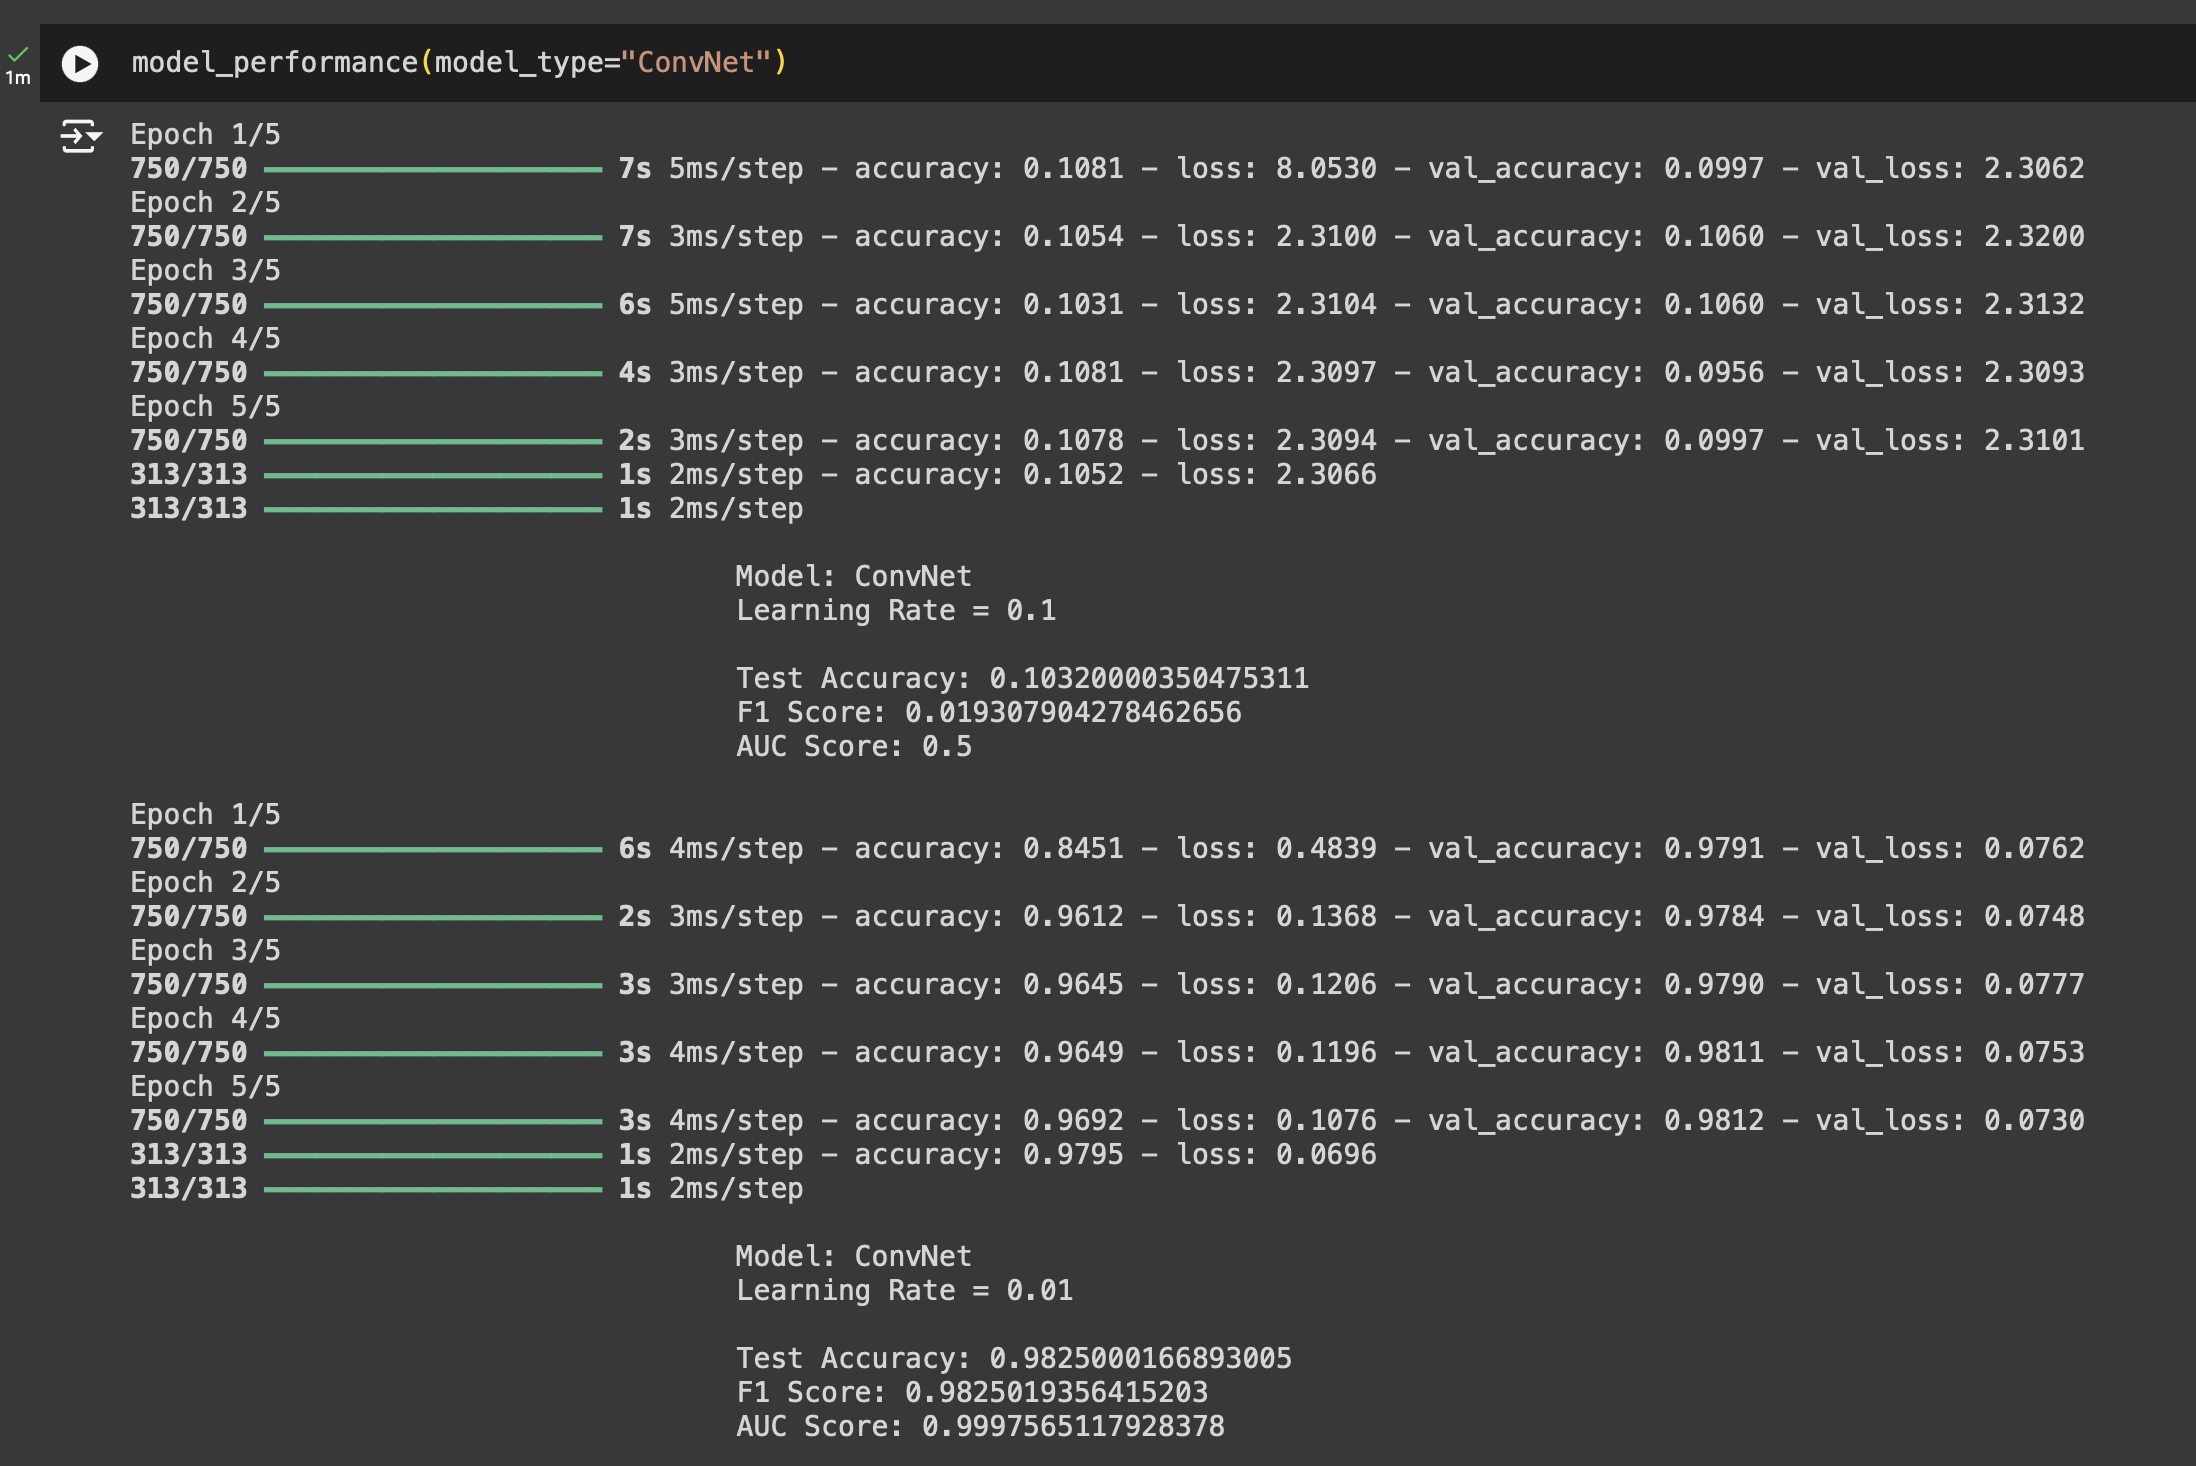 1m
model_performance(model_type="ConvNet")
Epoch 1/5
750/750 7s 5ms/step - accuracy: 0.1081 - loss: 8.0530 - val_accuracy: 0.0997 - val_loss: 2.3062
Epoch 2/5
750/750 7s 3ms/step - accuracy: 0.1054 - loss: 2.3100 - val_accuracy: 0.1060 - val_loss: 2.3200
Epoch 3/5
750/750 6s 5ms/step - accuracy: 0.1031 - loss: 2.3104 - val_accuracy: 0.1060 - val_loss: 2.3132
Epoch 4/5
750/750 4s 3ms/step - accuracy: 0.1081 - loss: 2.3097 - val_accuracy: 0.0956 - val_loss: 2.3093
Epoch 5/5
750/750 2s 3ms/step - accuracy: 0.1078 - loss: 2.3094 - val_accuracy: 0.0997 - val_loss: 2.3101
313/313 1s 2ms/step - accuracy: 0.1052 - loss: 2.3066
313/313 1s 2ms/step
Model: ConvNet
Learning Rate = 0.1
Test Accuracy: 0.10320000350475311
F1 Score: 0.019307904278462656
AUC Score: 0.5
Epoch 1/5
750/750 6s 4ms/step - accuracy: 0.8451 - loss: 0.4839 - val_accuracy: 0.9791 - val_loss: 0.0762
Epoch 2/5
750/750 2s 3ms/step - accuracy: 0.9612 - loss: 0.1368 - val_accuracy: 0.9784 - val_loss: 0.0748
Epoch 3/5
750/750 3s 3ms/step - accuracy: 0.9645 - loss: 0.1206 - val_accuracy: 0.9790 - val_loss: 0.0777
Epoch 4/5
750/750 3s 4ms/step - accuracy: 0.9649 - loss: 0.1196 - val_accuracy: 0.9811 - val_loss: 0.0753
Epoch 5/5
750/750 3s 4ms/step - accuracy: 0.9692 - loss: 0.1076 - val_accuracy: 0.9812 - val_loss: 0.0730
313/313 1s 2ms/step - accuracy: 0.9795 - loss: 0.0696
313/313 1s 2ms/step
Model: ConvNet
Learning Rate = 0.01
Test Accuracy: 0.9825000166893005
F1 Score: 0.9825019356415203
AUC Score: 0.9997565117928378